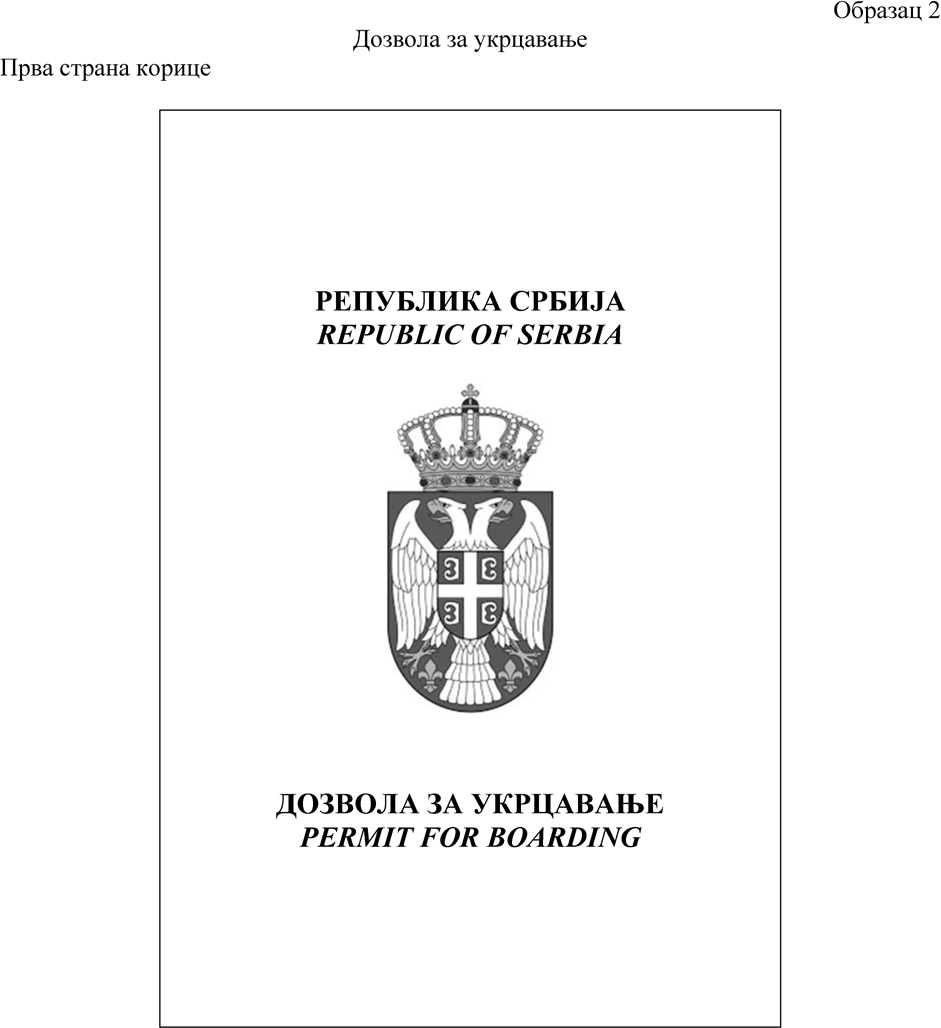 Образац 2
Дозвола за укрцавање
Прва страна корице
РЕПУБЛИКА СРБИЈА
REPUBLIC OF SERBIA
ДОЗВОЛА ЗА УКРЦАВАЊЕ
PERMIT FOR BOARDING